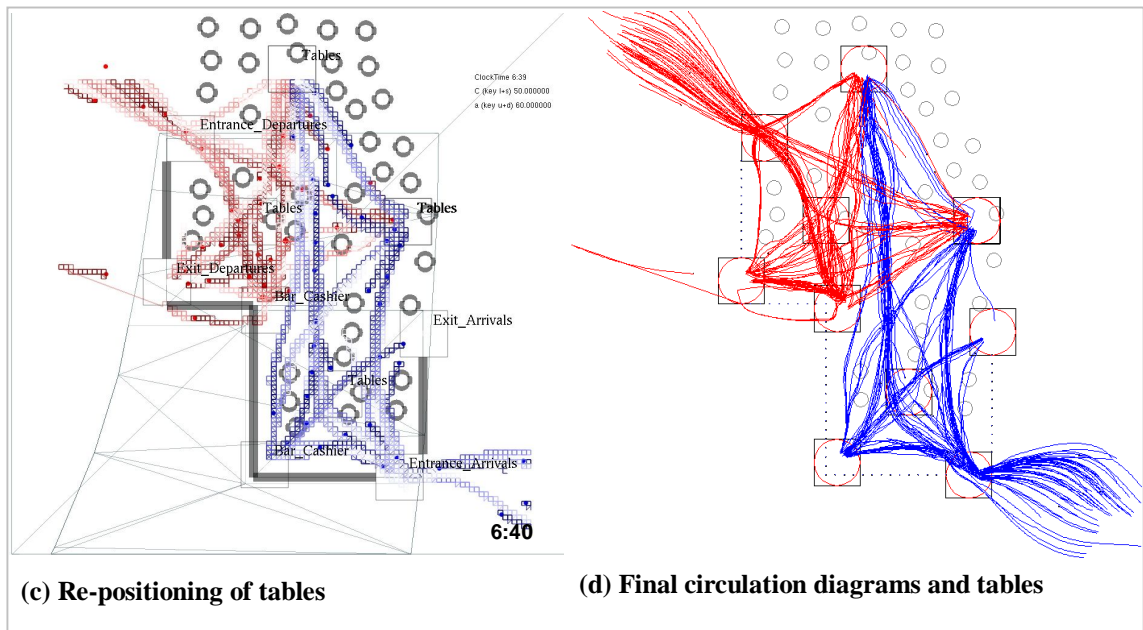 Tables
ClockTime 6:39
C (key l+s) 50.000000
a (key u+d) 60.000000
Entrance_Departures
Tables
Tables
Exit_Departures
Bar_Cashier
Exit_Arrivals
Tables
Bar_Cashier
Entrance_Arrivals
6:40
(c) Re-positioning of tables
(d) Final circulation diagrams and tables